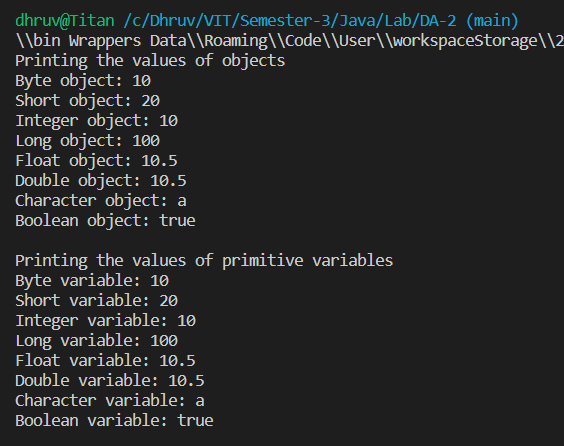 dhruv@Titan /c/Dhruv/VIT/Semester-3/Java/Lab/DA-2 (main)
\\bin Wrappers Data\\Roaming\\Code\\User\\workspaceStorage\\2
Printing the values of objects
Byte object: 10
Short object: 20
Integer object: 10
Long object: 100
Float object: 10.5
Double object: 10.5
Character object: a
Boolean object: true
Printing the values of primitive variables
Byte variable: 10
Short variable: 20
Integer variable: 10
Long variable: 100
Float variable: 10.5
Double variable: 10.5
Character variable: a
Boolean variable: true